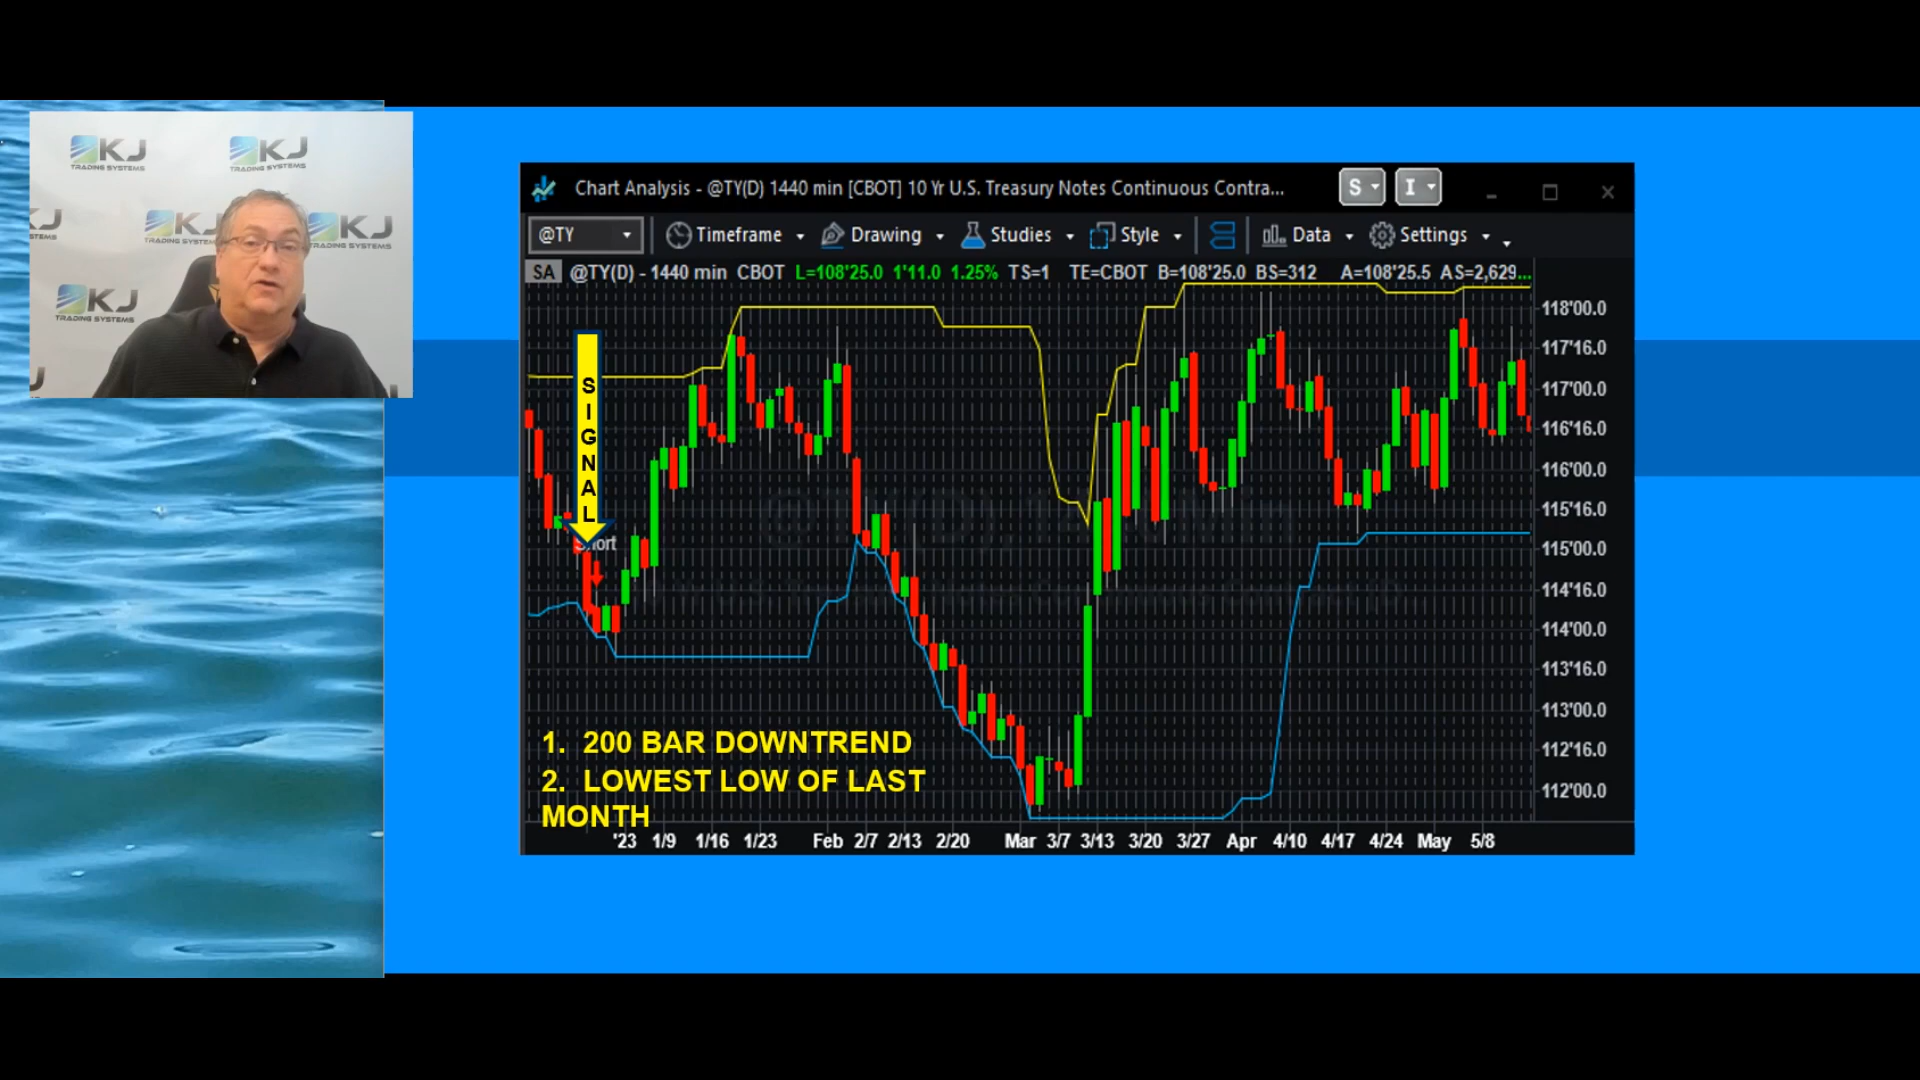 KJ
TRADING SYSTEMS
KJ
TRADING SYSTEMS
KJ
STEMS
KJ
TRADING SYSTEMS
KJ
TRADING SYSTEMS
KJ
TRADING SYSTEMS
Chart Analysis - @TY(D) 1440 min [CBOT] 10 Yr U.S. Treasury Notes Continuous Contra...
S
I
@TY
Timeframe
Drawing
Studies
Style
Data
Settings
SA @TY(D) - 1440 min CBOT L=108'25.0 1'11.0 1.25% TS=1 TE=CBOT B=108'25.0 BS=312 A=108'25.5 AS=2,629...
118'00.0
117'16.0
117'00.0
116'16.0
116'00.0
115'16.0
115'00.0
114'16.0
114'00.0
113'16.0
113'00.0
112'16.0
112'00.0
SIGNAL
Short
1. 200 BAR DOWNTREND
2. LOWEST LOW OF LAST
MONTH
'23 1/9 1/16 1/23 Feb 2/7 2/13 2/20 Mar 3/7 3/13 3/20 3/27 Apr 4/10 4/17 4/24 May 5/8